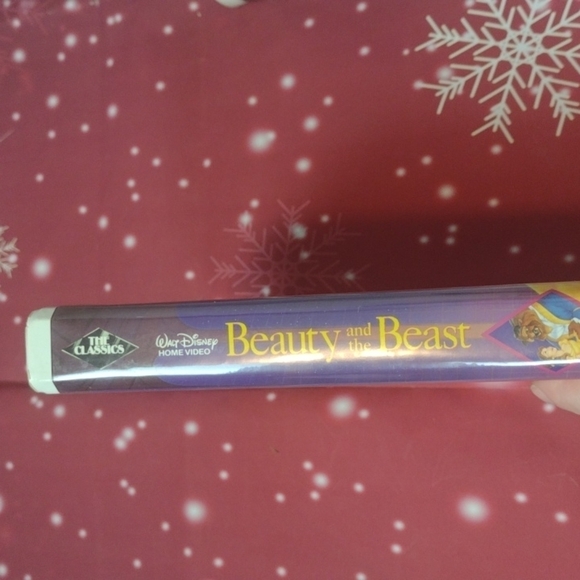 THE
CLASSICS
WALT DISNEY
HOME VIDEO
Beauty and the Beast